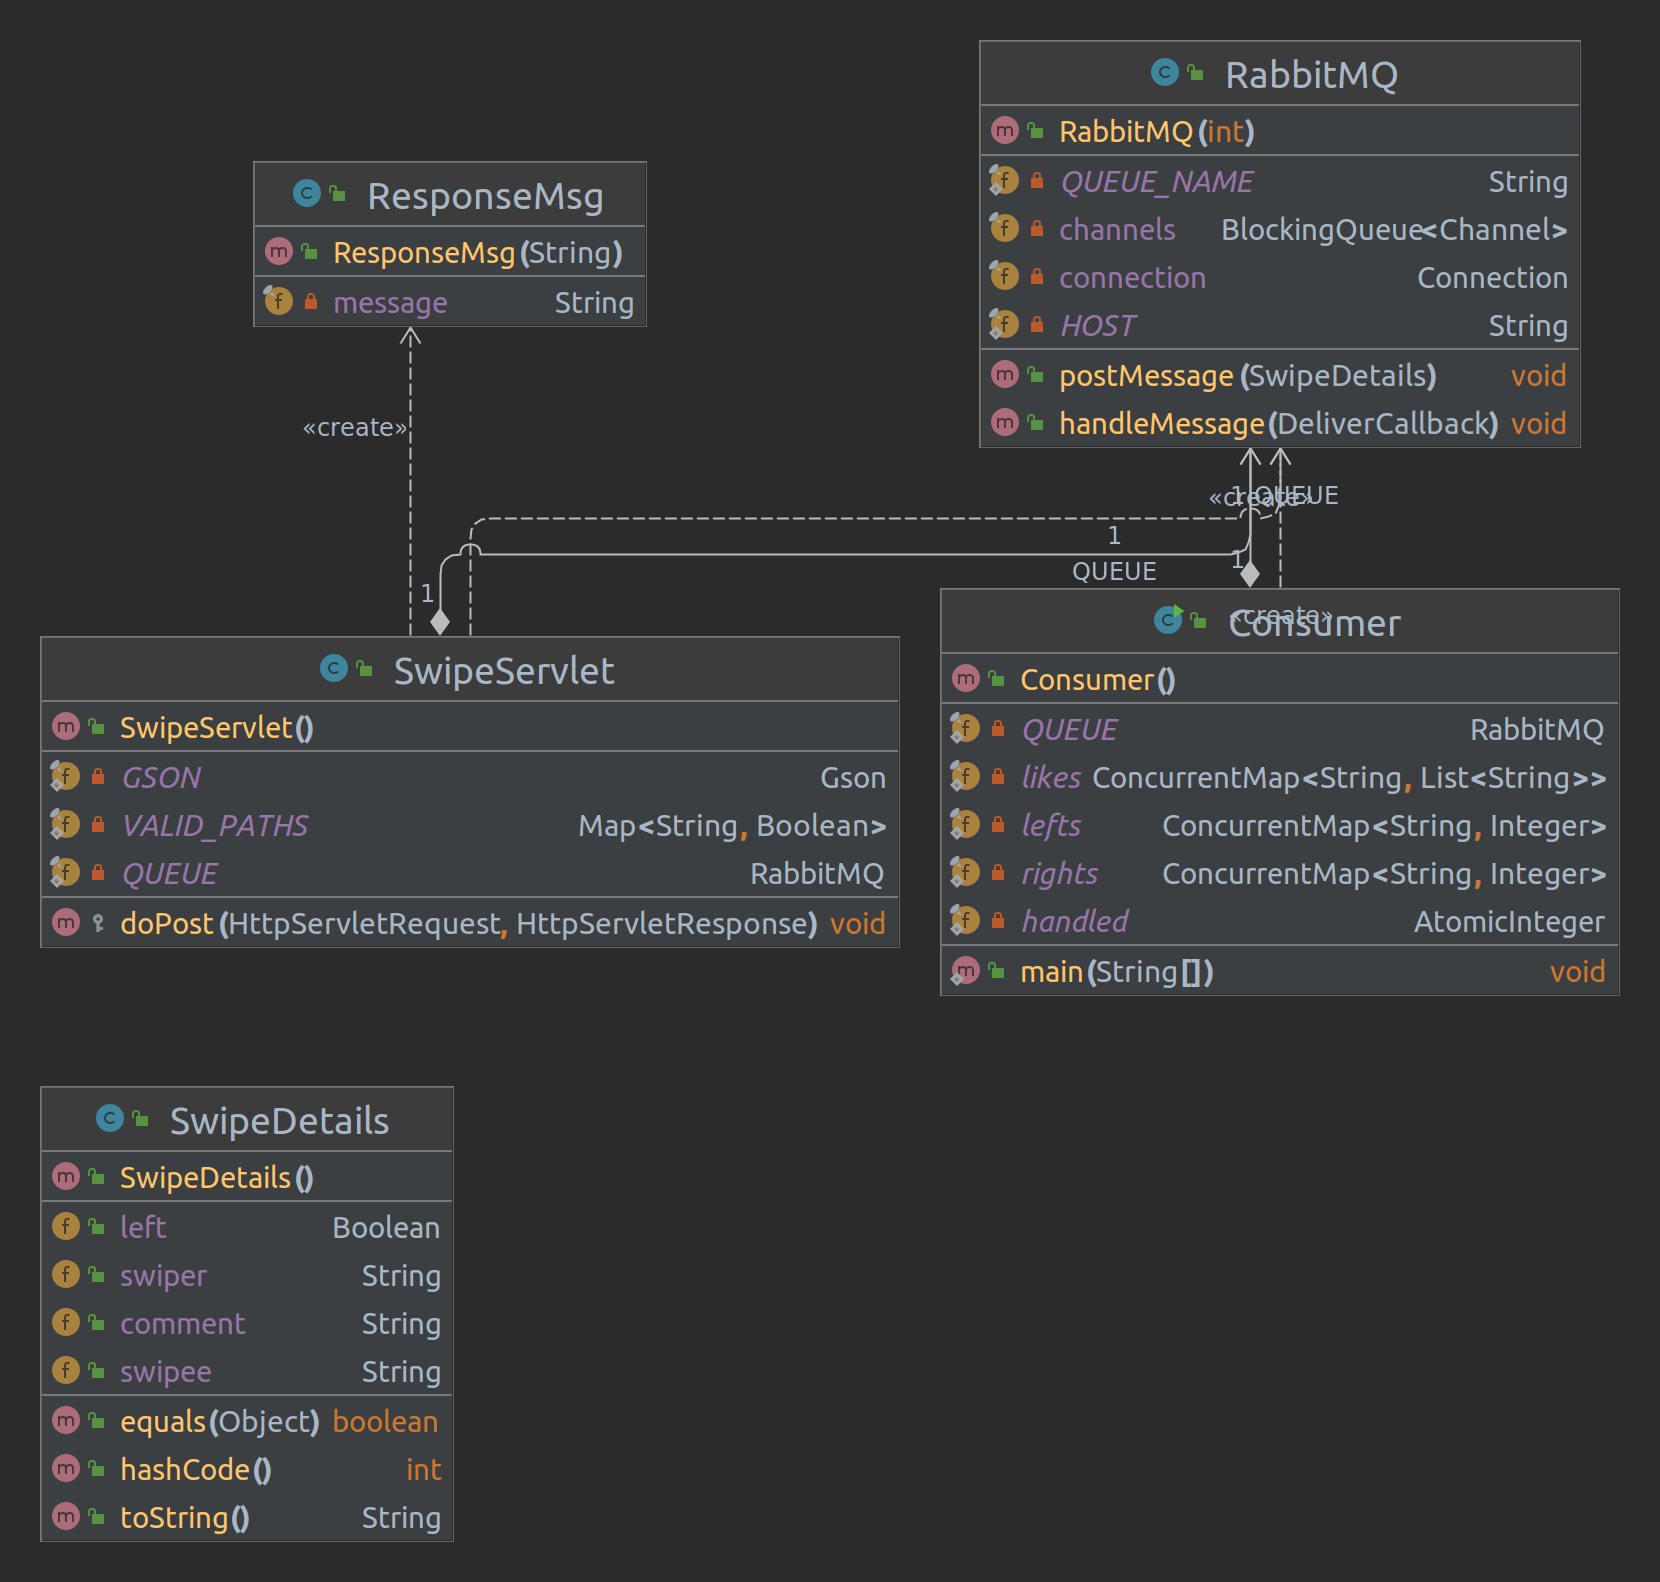 RabbitMQ
RabbitMQ(int)
QUEUE_NAME String
channels BlockingQueue<Channel>
connection Connection
HOST String
postMessage(SwipeDetails) void
handleMessage(DeliverCallback) void
ResponseMsg
ResponseMsg(String)
message String
«create»
«create»
1 QUEUE
1
QUEUE
1
1
SwipeServlet
SwipeServlet()
GSON Gson
VALID_PATHS Map<String, Boolean>
QUEUE RabbitMQ
doPost(HttpServletRequest, HttpServletResponse) void
«create»
Consumer
Consumer()
QUEUE RabbitMQ
likes ConcurrentMap<String, List<String>>
lefts ConcurrentMap<String, Integer>
rights ConcurrentMap<String, Integer>
handled AtomicInteger
main(String[]) void
SwipeDetails
SwipeDetails()
left Boolean
swiper String
comment String
swipee String
equals(Object) boolean
hashCode() int
toString() String